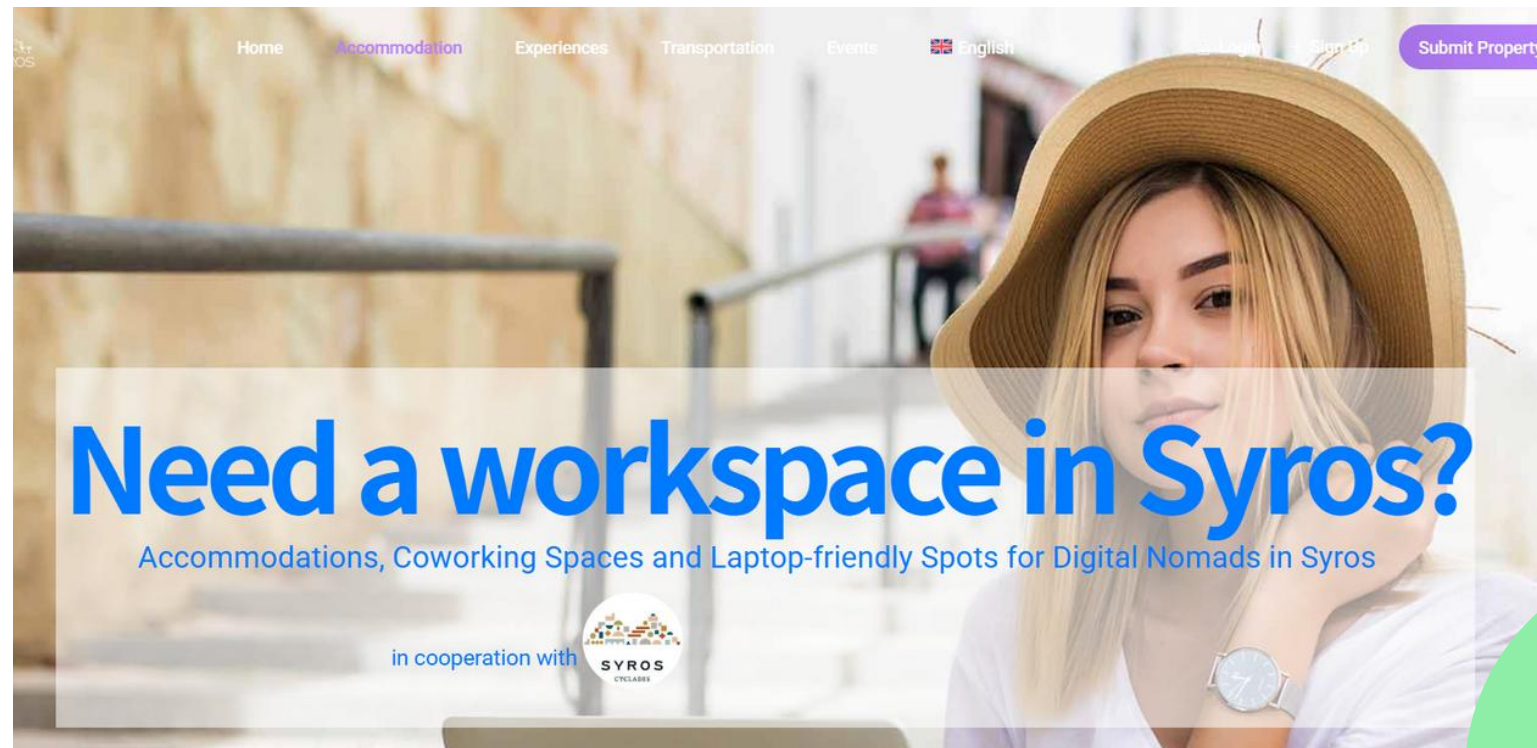 Home Accommodation Experiences Transportation Events English Login Sign Up Submit Property
Need a workspace in Syros?
Accommodations, Coworking Spaces and Laptop-friendly Spots for Digital Nomads in Syros
in cooperation with
SYROS
CYCLADES